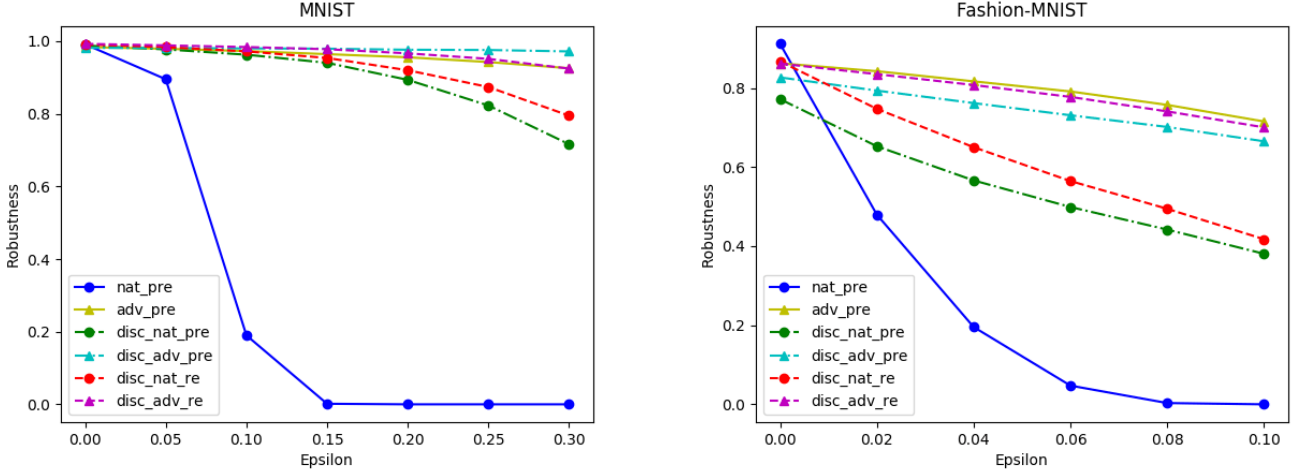 MNIST
Robustness
1.0
0.8
0.6
0.4
0.2
0.0
nat_pre
adv_pre
disc_nat_pre
disc_adv_pre
disc_nat_re
disc_adv_re
0.00 0.05 0.10 0.15 0.20 0.25 0.30
Epsilon
Fashion-MNIST
Robustness
0.8
0.6
0.4
0.2
0.0
nat_pre
adv_pre
disc_nat_pre
disc_adv_pre
disc_nat_re
disc_adv_re
0.00 0.02 0.04 0.06 0.08 0.10
Epsilon